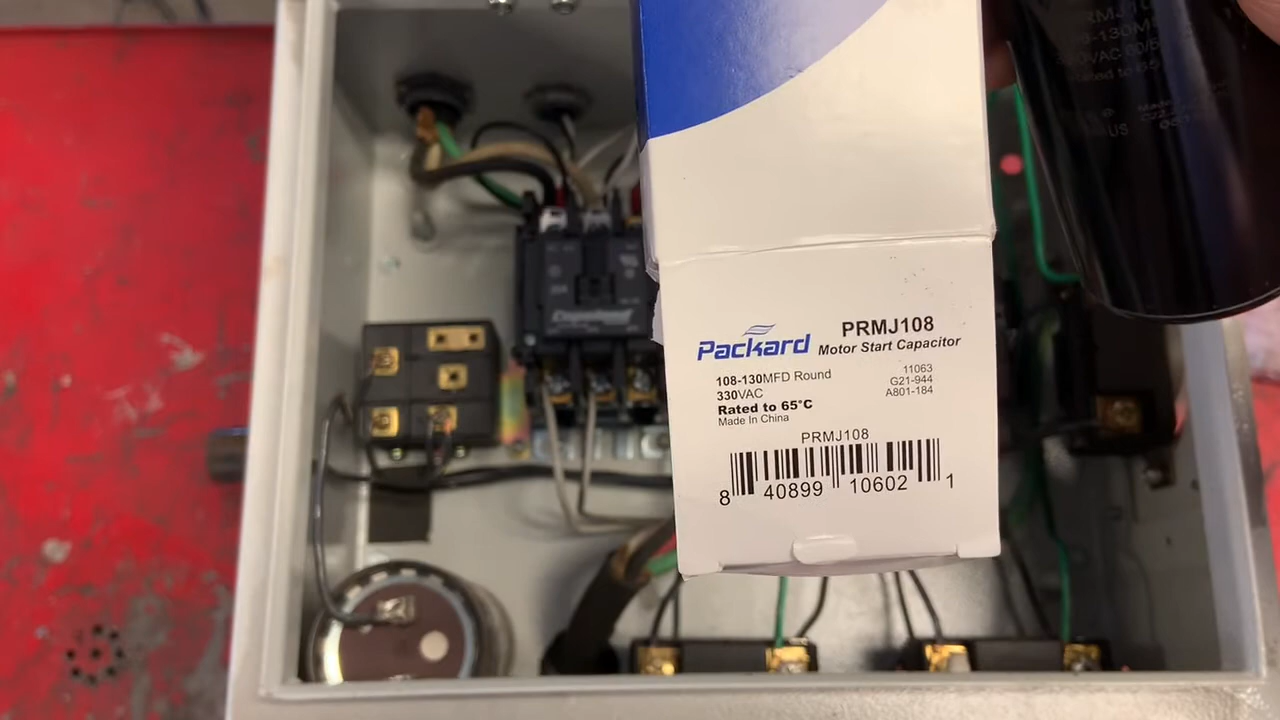 Packard
PRMJ108
Motor Start Capacitor
108-130MFD Round
330VAC
Rated to 65°C
Made In China
11063
G21-944
A801-184
PRMJ108
8 40899 10602 1
US